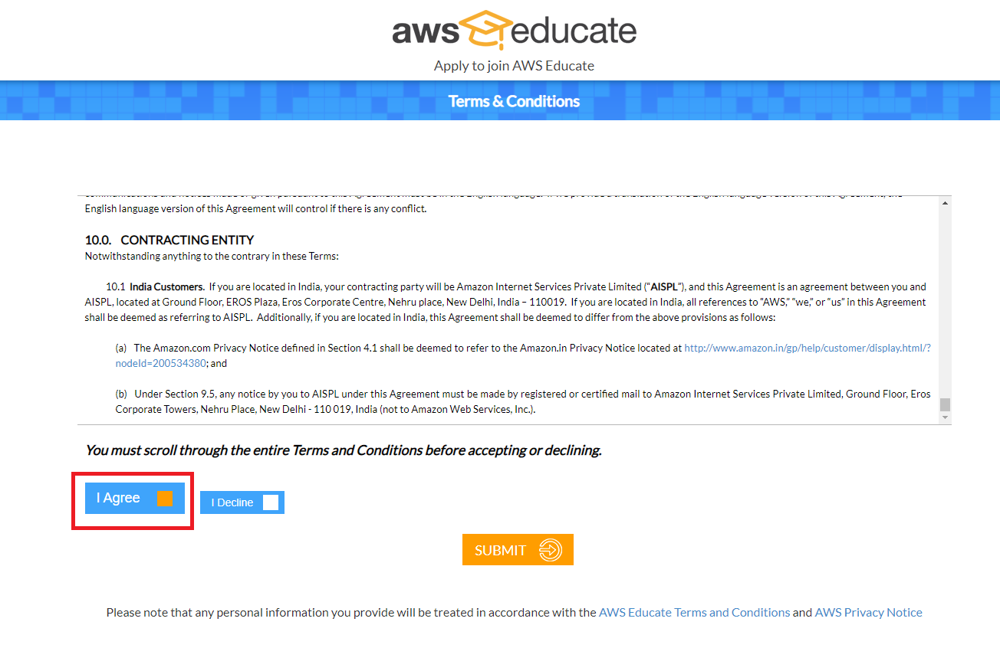 aws educate
Apply to join AWS Educate
Terms & Conditions
English language version of this Agreement will control if there is any conflict.
10.0. CONTRACTING ENTITY
Notwithstanding anything to the contrary in these Terms:
10.1 India Customers. If you are located in India, your contracting party will be Amazon Internet Services Private Limited (“AISPL”), and this Agreement is an agreement between you and
AISPL, located at Ground Floor, EROS Plaza, Eros Corporate Centre, Nehru place, New Delhi, India – 110019. If you are located in India, all references to “AWS,” “we,” or “us” in this Agreement
shall be deemed as referring to AISPL. Additionally, if you are located in India, this Agreement shall be deemed to differ from the above provisions as follows:
(a) The Amazon.com Privacy Notice defined in Section 4.1 shall be deemed to refer to the Amazon.in Privacy Notice located at http://www.amazon.in/gp/help/customer/display.html/?
nodeId=200534380; and
(b) Under Section 9.5, any notice by you to AISPL under this Agreement must be made by registered or certified mail to Amazon Internet Services Private Limited, Ground Floor, Eros
Corporate Towers, Nehru Place, New Delhi - 110 019, India (not to Amazon Web Services, Inc.).
You must scroll through the entire Terms and Conditions before accepting or declining.
I Agree
I Decline
SUBMIT
Please note that any personal information you provide will be treated in accordance with the AWS Educate Terms and Conditions and AWS Privacy Notice